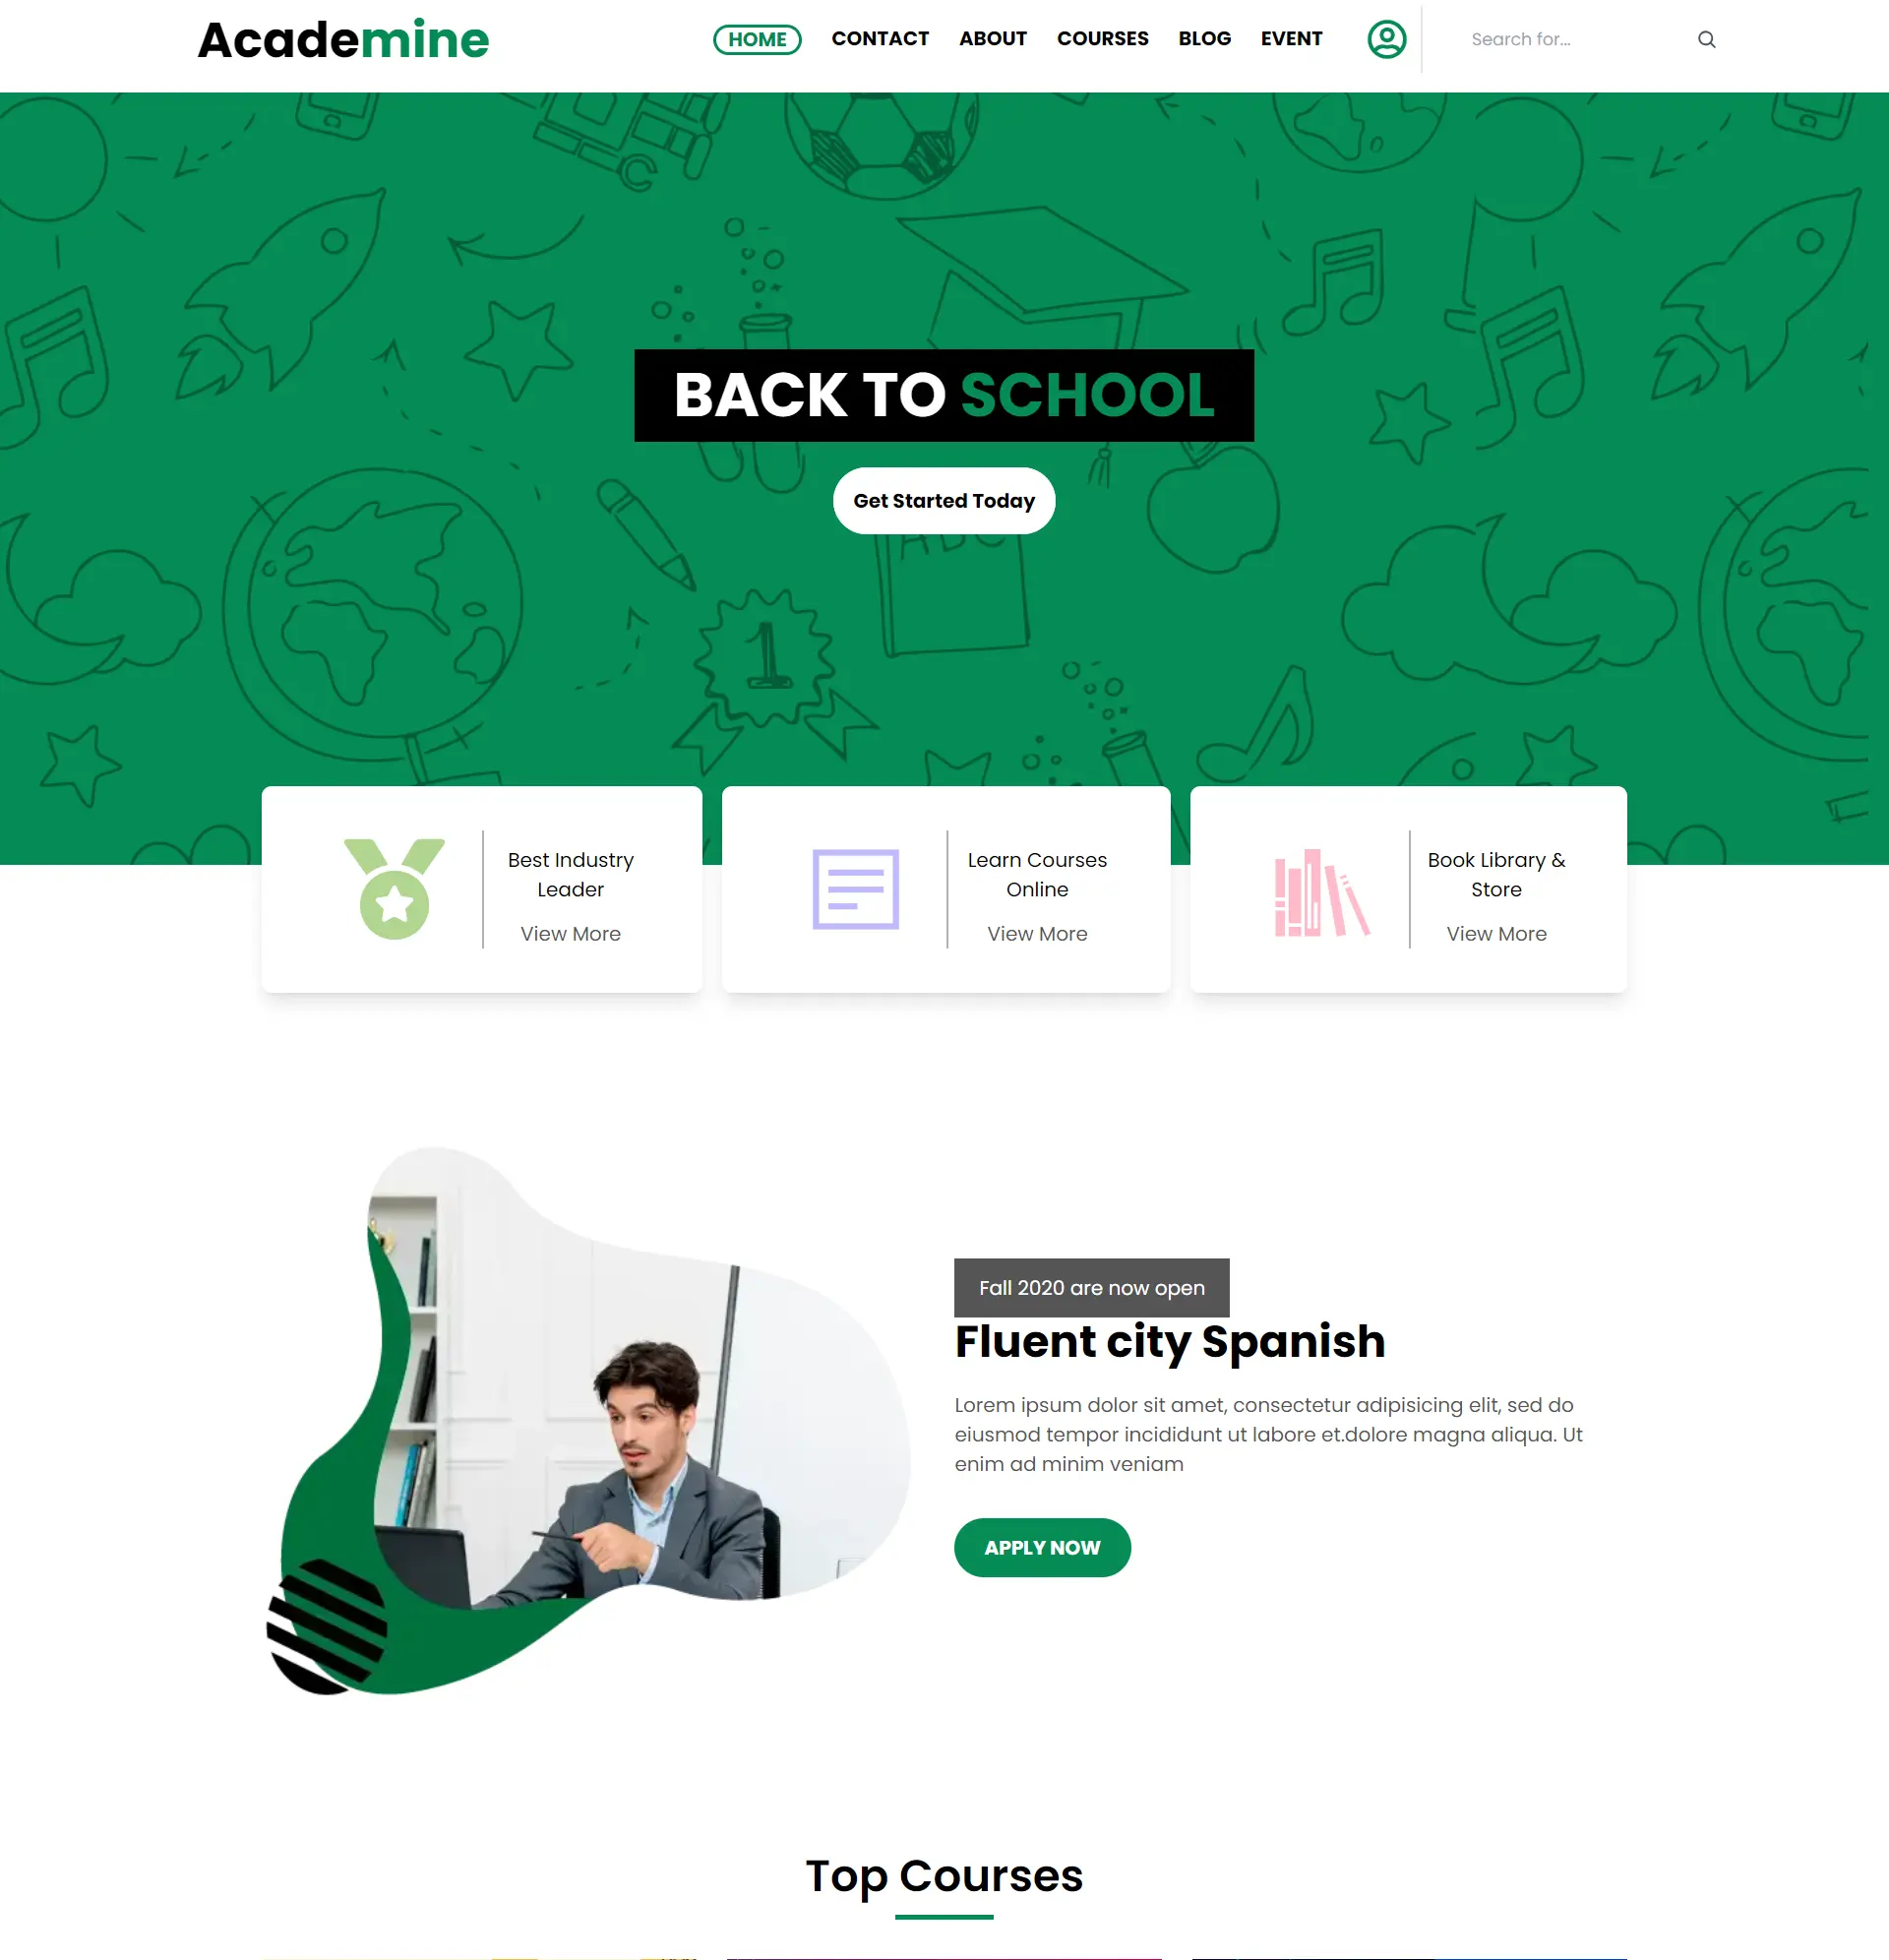 Academine
HOME CONTACT ABOUT COURSES BLOG EVENT
Search for...
BACK TO SCHOOL
Get Started Today
ABC
1
Best Industry
Leader
View More
Learn Courses
Online
View More
Book Library &
Store
View More
Fall 2020 are now open
Fluent city Spanish
Lorem ipsum dolor sit amet, consectetur adipisicing elit, sed do
eiusmod tempor incididunt ut labore et.dolore magna aliqua. Ut
enim ad minim veniam
APPLY NOW
Top Courses